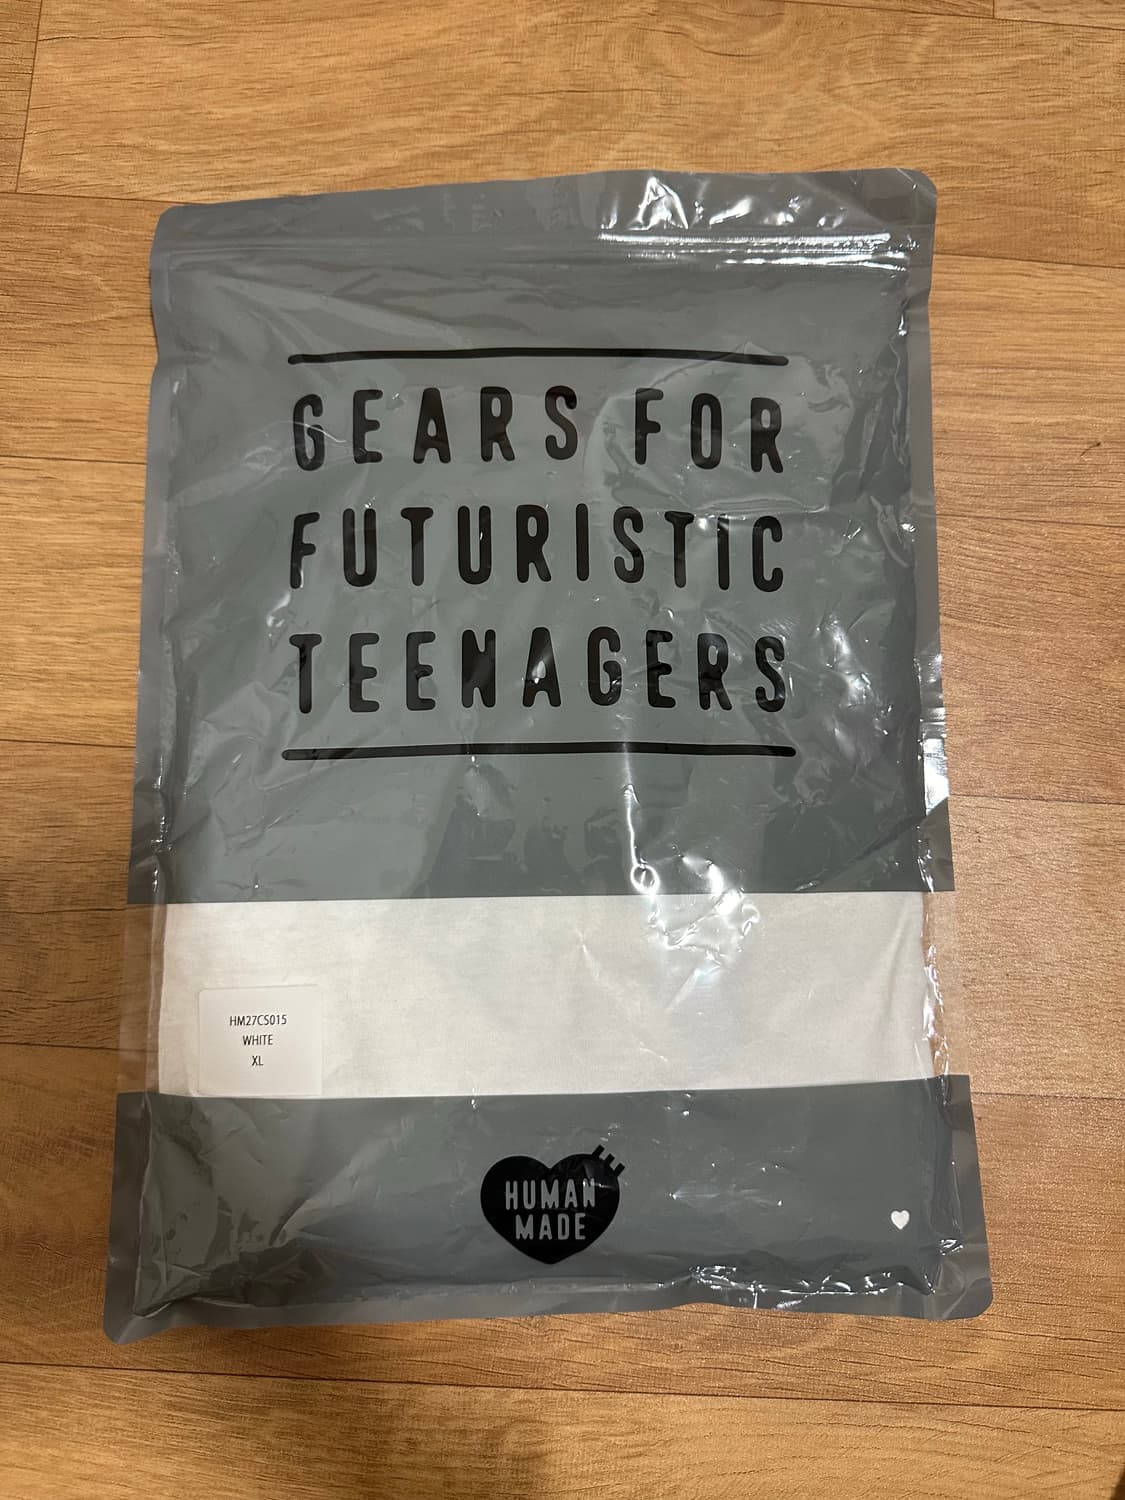 GEARS FOR
FUTURISTIC
TEENAGERS
HM27CS015
WHITE
XL
HUMAN
MADE